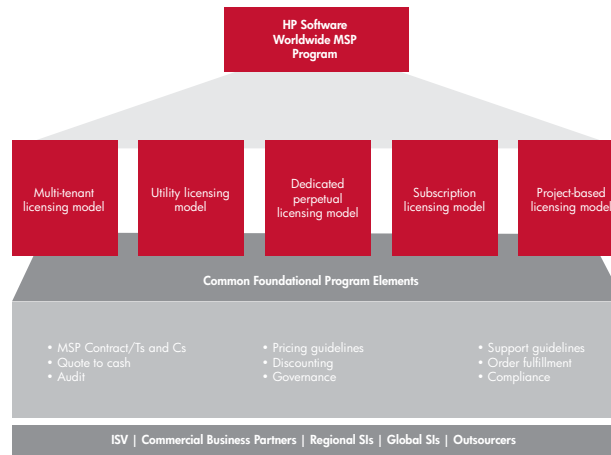 HP Software
Worldwide MSP
Program
Multi-tenant
licensing model
Utility licensing
model
Dedicated
perpetual
licensing model
Subscription
licensing model
Project-based
licensing model
Common Foundational Program Elements
• MSP Contract/Ts and Cs
• Quote to cash
• Audit
• Pricing guidelines
• Discounting
• Governance
• Support guidelines
• Order fulfillment
• Compliance
ISV | Commercial Business Partners | Regional SIs | Global SIs | Outsourcers